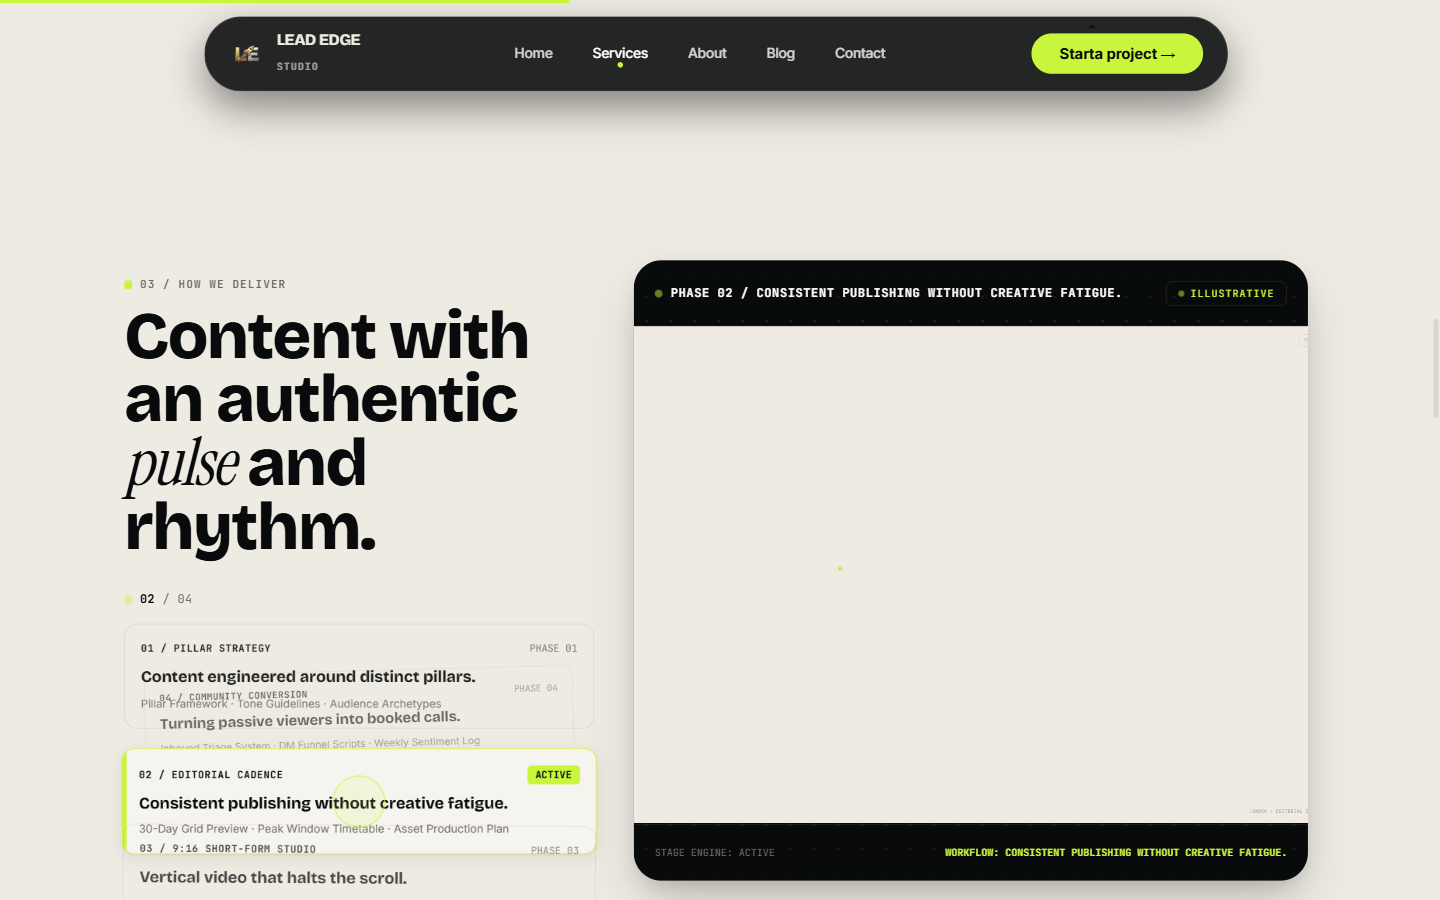 LEAD EDGE
STUDIO
Home
Services
About
Blog
Contact
Starta project →
03 / HOW WE DELIVER
Content with
an authentic
pulse and
rhythm.
02 / 04
01 / PILLAR STRATEGY
PHASE 01
Content engineered around distinct pillars.
Pillar Framework · Tone Guidelines · Audience Archetypes
04 / COMMUNITY CONVERSION
PHASE 04
Turning passive viewers into booked calls.
Inbound Triage System · DM Funnel Scripts · Weekly Sentiment Log
02 / EDITORIAL CADENCE
ACTIVE
Consistent publishing without creative fatigue.
30-Day Grid Preview · Peak Window Timetable · Asset Production Plan
03 / 9:16 SHORT-FORM STUDIO
PHASE 03
Vertical video that halts the scroll.
PHASE 02 / CONSISTENT PUBLISHING WITHOUT CREATIVE FATIGUE.
ILLUSTRATIVE
LONDON · EDITORIAL
STAGE ENGINE: ACTIVE
WORKFLOW: CONSISTENT PUBLISHING WITHOUT CREATIVE FATIGUE.